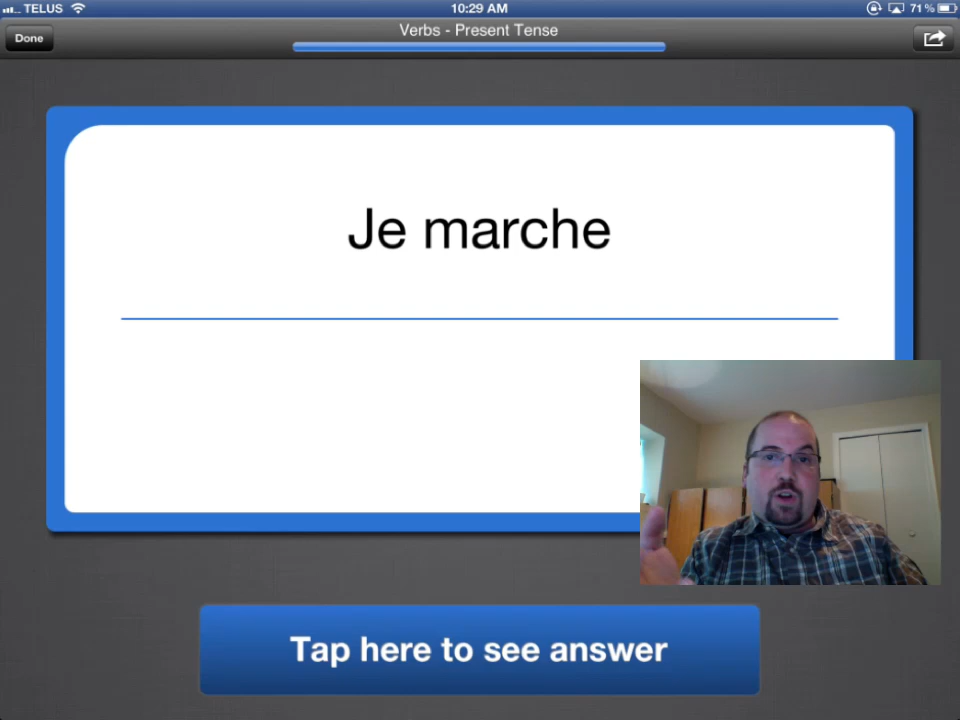 TELUS
10:29 AM
71%
Done
Verbs - Present Tense
Je marche
Tap here to see answer